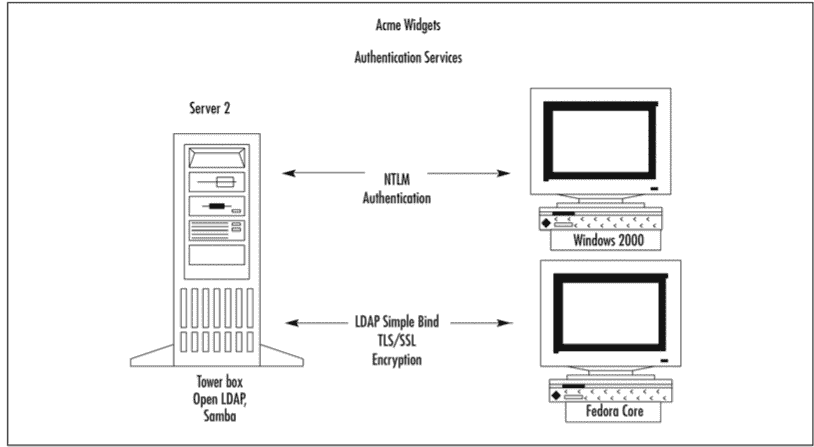 Acme Widgets
Authentication Services
Server 2
NTLM
Authentication
Windows 2000
LDAP Simple Bind
TLS/SSL
Encryption
Tower box
Open LDAP,
Samba
Fedora Core